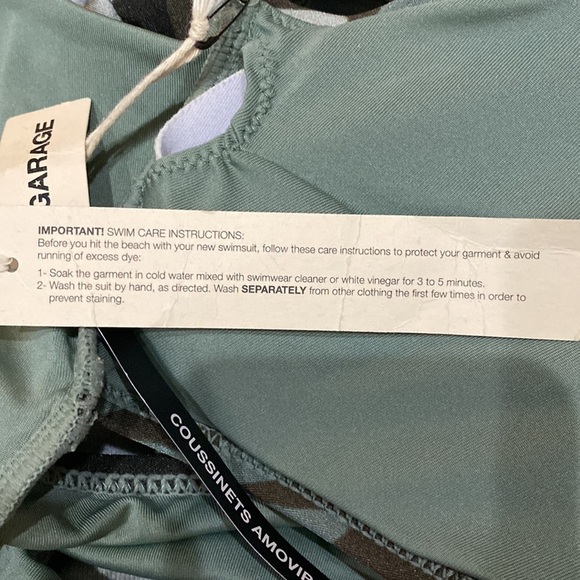 GARAGE
IMPORTANT! SWIM CARE INSTRUCTIONS:
Before you hit the beach with your new swimsuit, follow these care instructions to protect your garment & avoid
running of excess dye:
1- Soak the garment in cold water mixed with swimwear cleaner or white vinegar for 3 to 5 minutes.
2- Wash the suit by hand, as directed. Wash SEPARATELY from other clothing the first few times in order to
prevent staining.
COUSSINETS AMOVIB